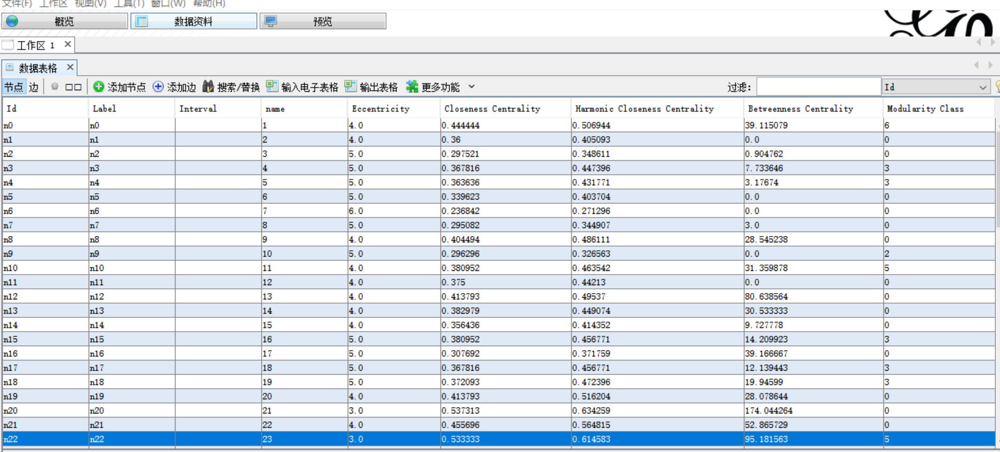 文件(F) 工作区 视图(V) 工具(T) 窗口(W) 帮助(H)
概览 数据资料 预览
工作区 1
数据表格
节点 边 添加节点 添加边 搜索/替换 输入电子表格 输出表格 更多功能 过滤: Id
Id Label Interval name Eccentricity Closeness Centrality Harmonic Closeness Centrality Betweenness Centrality Modularity Class
n0 n0 1 4.0 0.444444 0.506944 39.115079 6
n1 n1 2 4.0 0.36 0.405093 0.0 0
n2 n2 3 5.0 0.297521 0.348611 0.904762 0
n3 n3 4 5.0 0.367816 0.447396 7.733646 3
n4 n4 5 5.0 0.363636 0.431771 3.17674 3
n5 n5 6 5.0 0.339623 0.403704 0.0 0
n6 n6 7 6.0 0.236842 0.271296 0.0 0
n7 n7 8 5.0 0.295082 0.344907 3.0 0
n8 n8 9 4.0 0.404494 0.486111 28.545238 0
n9 n9 10 5.0 0.296296 0.326563 0.0 2
n10 n10 11 4.0 0.380952 0.463542 31.359878 5
n11 n11 12 4.0 0.375 0.44213 0.0 0
n12 n12 13 4.0 0.413793 0.49537 80.638564 0
n13 n13 14 4.0 0.382979 0.449074 30.533333 0
n14 n14 15 4.0 0.356436 0.414352 9.727778 0
n15 n15 16 5.0 0.380952 0.456771 14.209923 3
n16 n16 17 5.0 0.307692 0.371759 39.166667 0
n17 n17 18 5.0 0.367816 0.456771 12.139443 3
n18 n18 19 5.0 0.372093 0.472396 19.94599 3
n19 n19 20 4.0 0.413793 0.516204 28.078644 0
n20 n20 21 3.0 0.537313 0.634259 174.044264 0
n21 n21 22 4.0 0.455696 0.564815 52.865729 0
n22 n22 23 3.0 0.533333 0.614583 95.181563 5